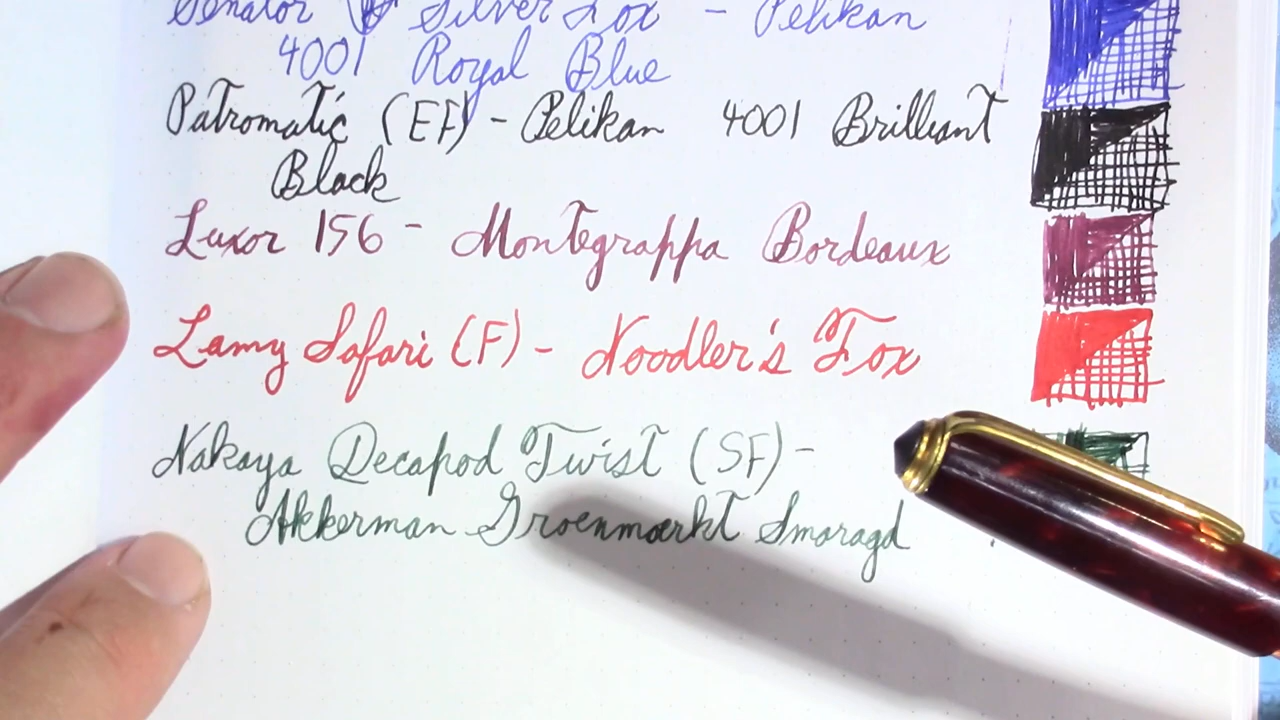 Senator Silver Fox - Pelikan
4001 Royal Blue
Patromatic (EF) - Pelikan 4001 Brilliant
Black
Luxor 156 - Montegrappa Bordeaux
Lamy Safari (F) - Noodler's Fox
Nakaya Decapod Twist (SF) -
Akkerman Groenmarkt Smaragd